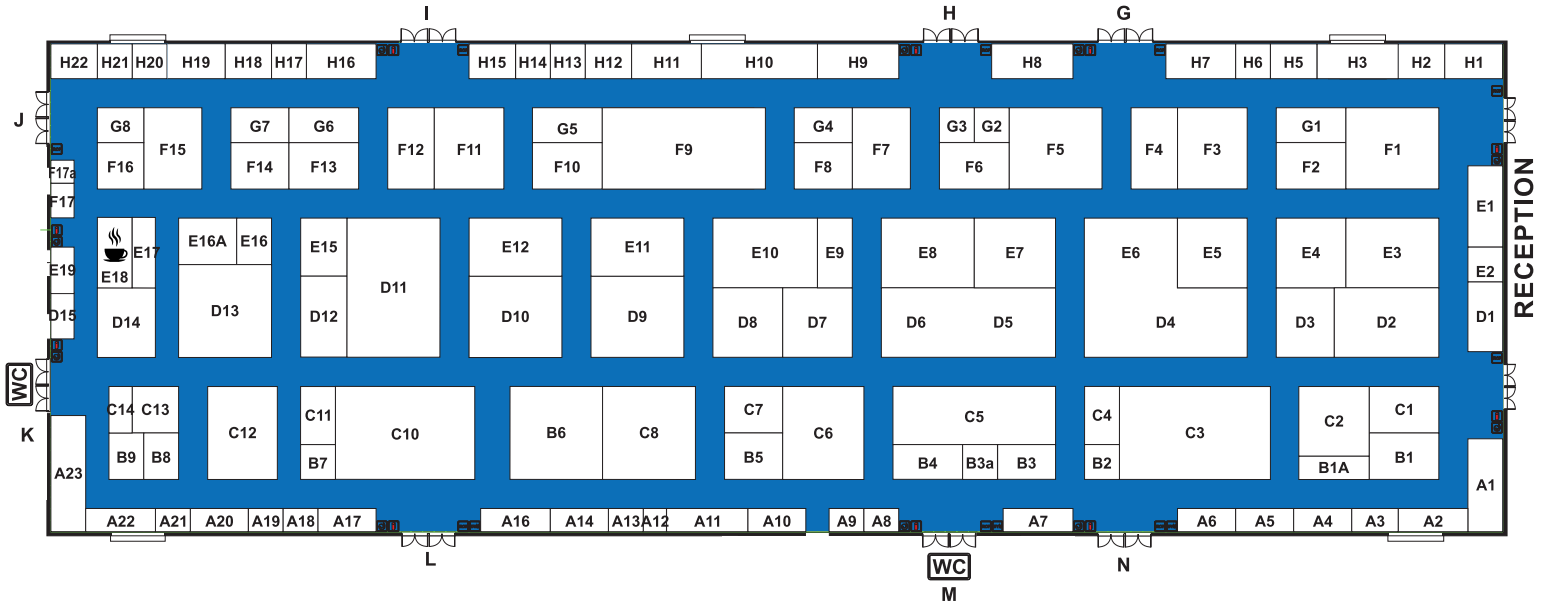 I H G
H22 H21 H20 H19 H18 H17 H16 H15 H14 H13 H12 H11 H10 H9 H8 H7 H6 H5 H3 H2 H1
J
G8 G7 G6 G5 G4 G3 G2 G1
F15 F12 F11 F9 F7 F5 F4 F3 F1
F16 F14 F13 F10 F8 F6 F2
F17a
F17
RECEPTION
E1
E16A E16 E15 E12 E11 E10 E9 E8 E7 E6 E5 E4 E3
E17
E18
E19
E2
D15
D14 D13 D12 D11 D10 D9 D8 D7 D6 D5 D4 D3 D2 D1
WC
K
C14 C13 C12 C11 C10 B6 C8 C7 C6 C5 C4 C3 C2 C1
B9 B8 B7 B5 B4 B3a B3 B2 B1A B1
A23
A1
A22 A21 A20 A19 A18 A17 A16 A14 A13 A12 A11 A10 A9 A8 A7 A6 A5 A4 A3 A2
L
WC
M
N